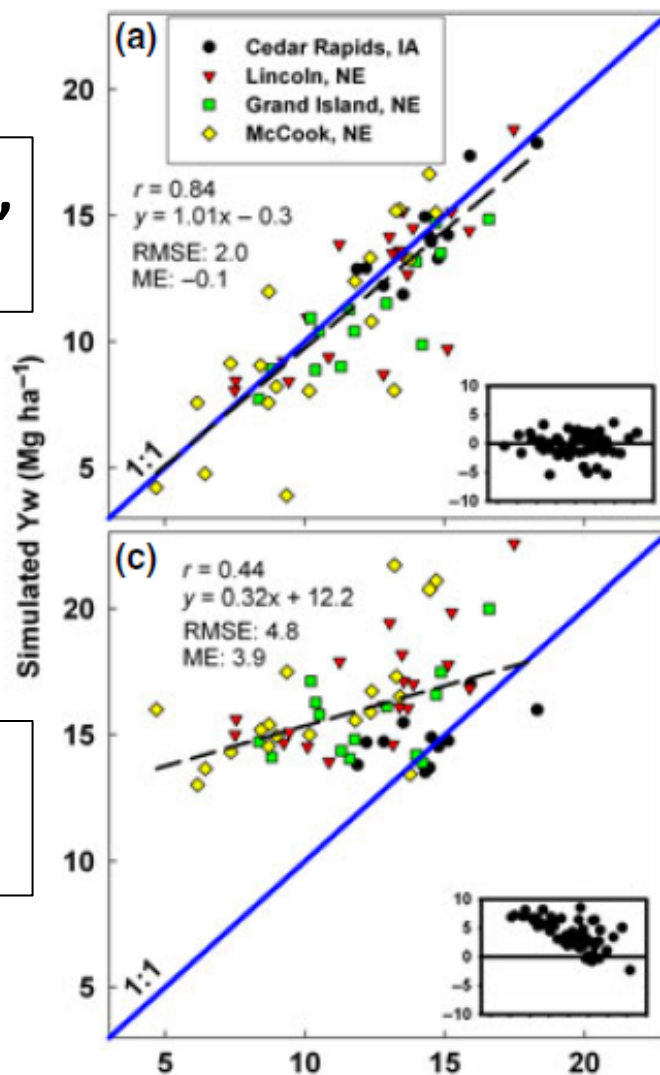 (a)
Cedar Rapids, IA
Lincoln, NE
Grand Island, NE
McCook, NE
,
20
15
10
5
r = 0.84
y = 1.01x – 0.3
RMSE: 2.0
ME: –0.1
1:1
10
5
0
–5
–10
Simulated Yw (Mg ha⁻¹)
(c)
r = 0.44
y = 0.32x + 12.2
RMSE: 4.8
ME: 3.9
20
15
10
5
1:1
10
5
0
–5
–10
5 10 15 20